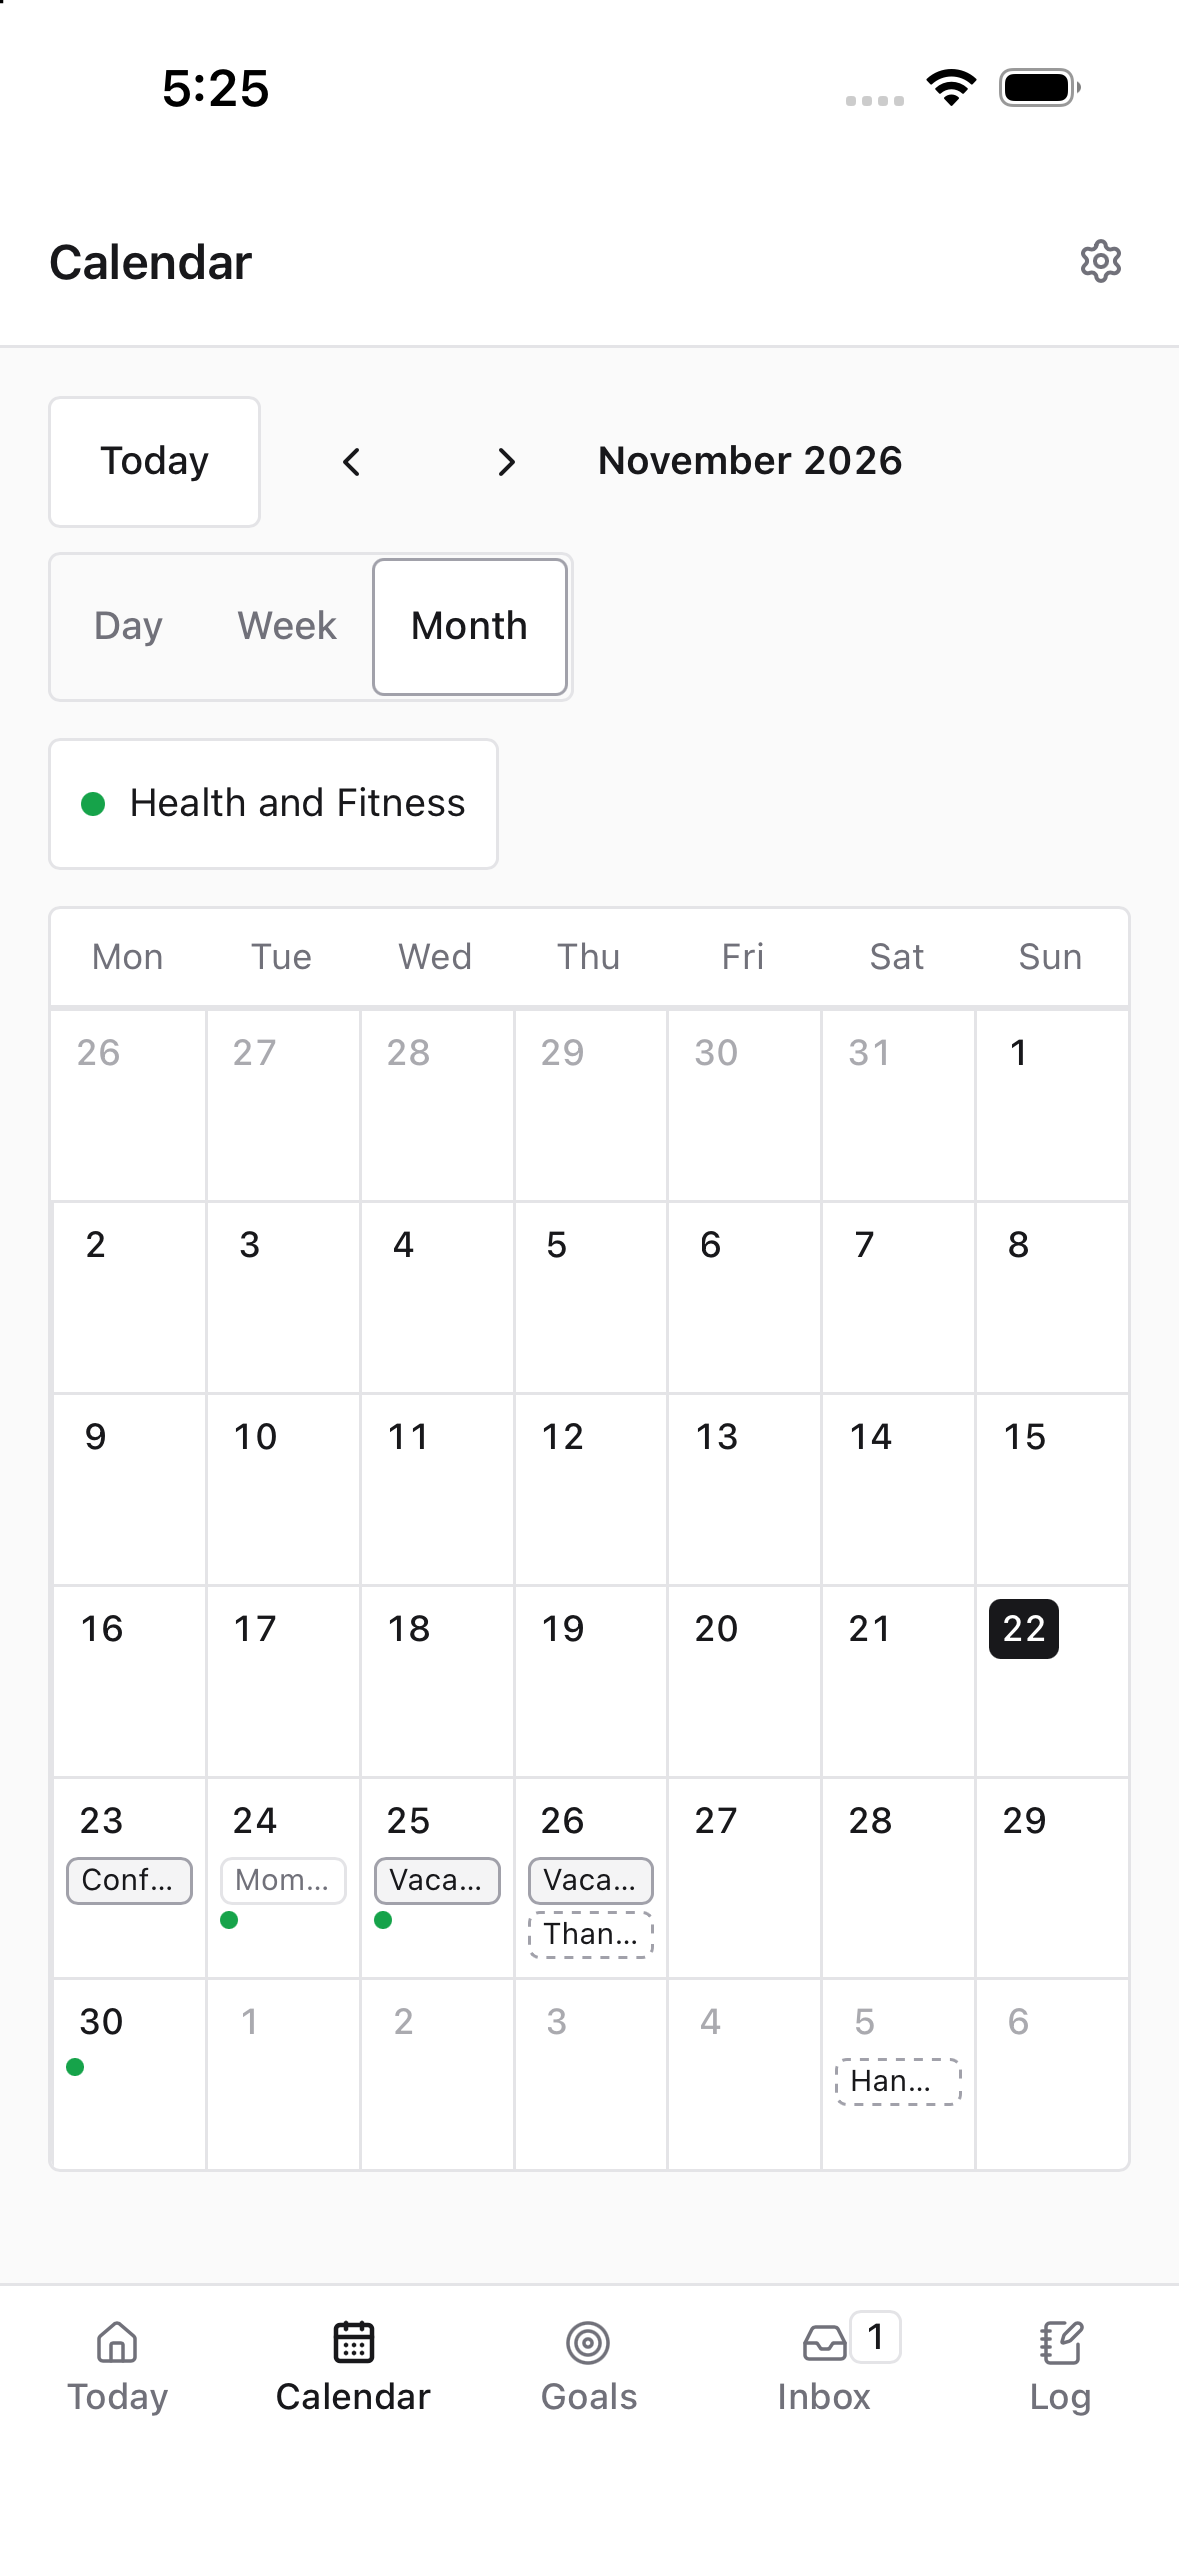 5:25
Calendar
Today
November 2026
Day Week Month
Health and Fitness
Mon Tue Wed Thu Fri Sat Sun
26 27 28 29 30 31 1
2 3 4 5 6 7 8
9 10 11 12 13 14 15
16 17 18 19 20 21 22
23 24 25 26 27 28 29
Conf... Mom... Vaca... Vaca...
Than...
30 1 2 3 4 5 6
Han...
1
Today Calendar Goals Inbox Log